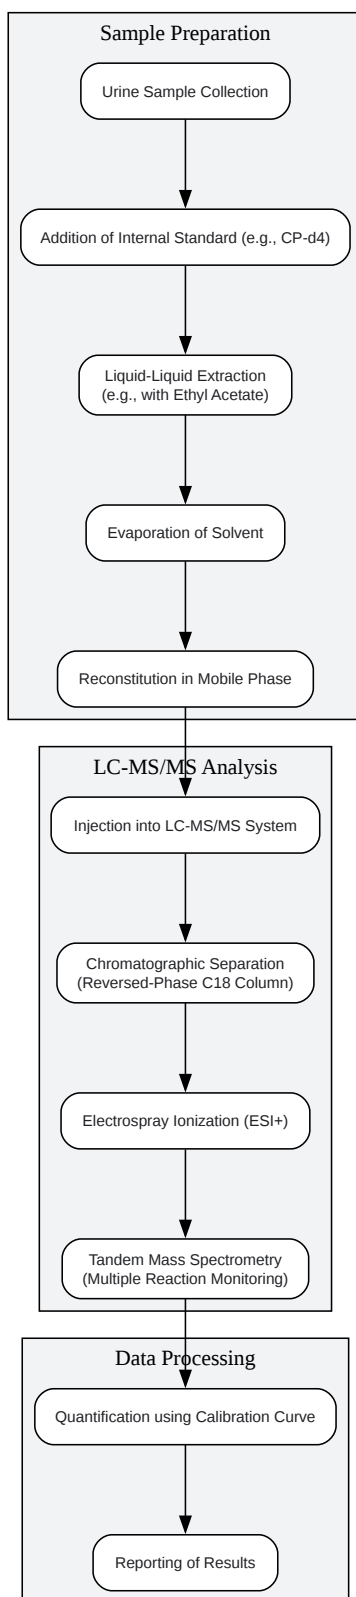 Sample Preparation
Urine Sample Collection
Addition of Internal Standard (e.g., CP-d4)
Liquid-Liquid Extraction
(e.g., with Ethyl Acetate)
Evaporation of Solvent
Reconstitution in Mobile Phase
LC-MS/MS Analysis
Injection into LC-MS/MS System
Chromatographic Separation
(Reversed-Phase C18 Column)
Electrospray Ionization (ESI+)
Tandem Mass Spectrometry
(Multiple Reaction Monitoring)
Data Processing
Quantification using Calibration Curve
Reporting of Results